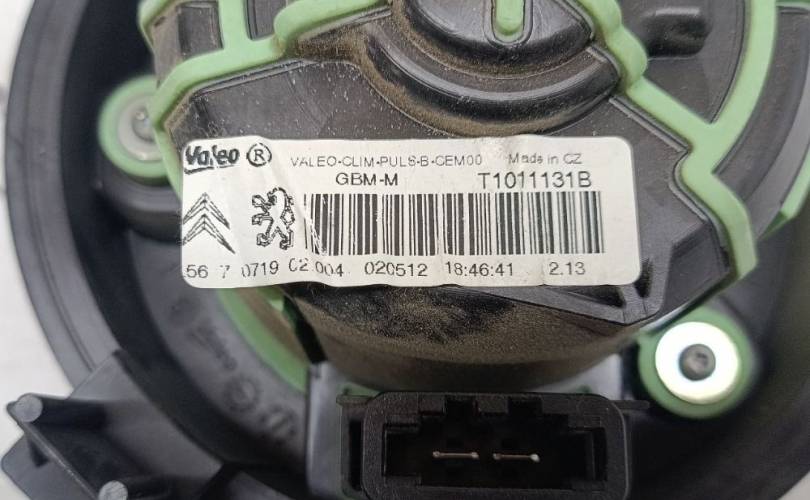 Valeo ® VALEO-CLIM-PULS-B-CEM00 Made in CZ
GBM-M T1011131B
56 7 0719 02.004 020512 18:46:41 2.13